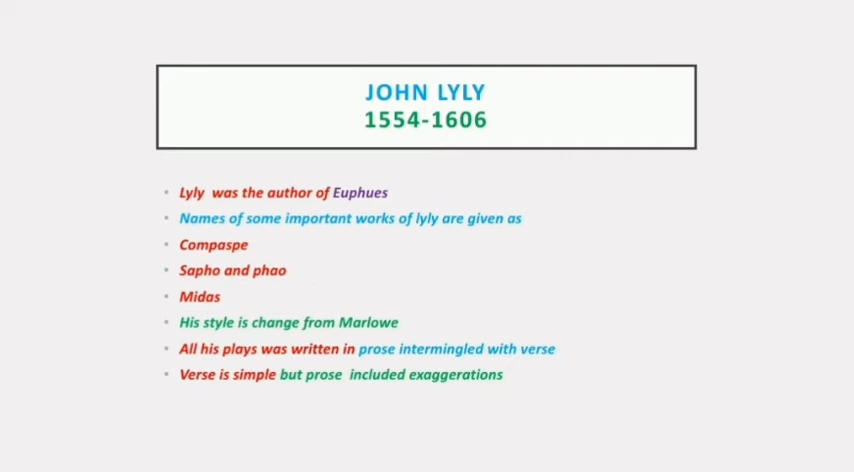 JOHN LYLY
1554-1606
Lyly was the author of Euphues
Names of some important works of lyly are given as
Compaspe
Sapho and phao
Midas
His style is change from Marlowe
All his plays was written in prose intermingled with verse
Verse is simple but prose included exaggerations